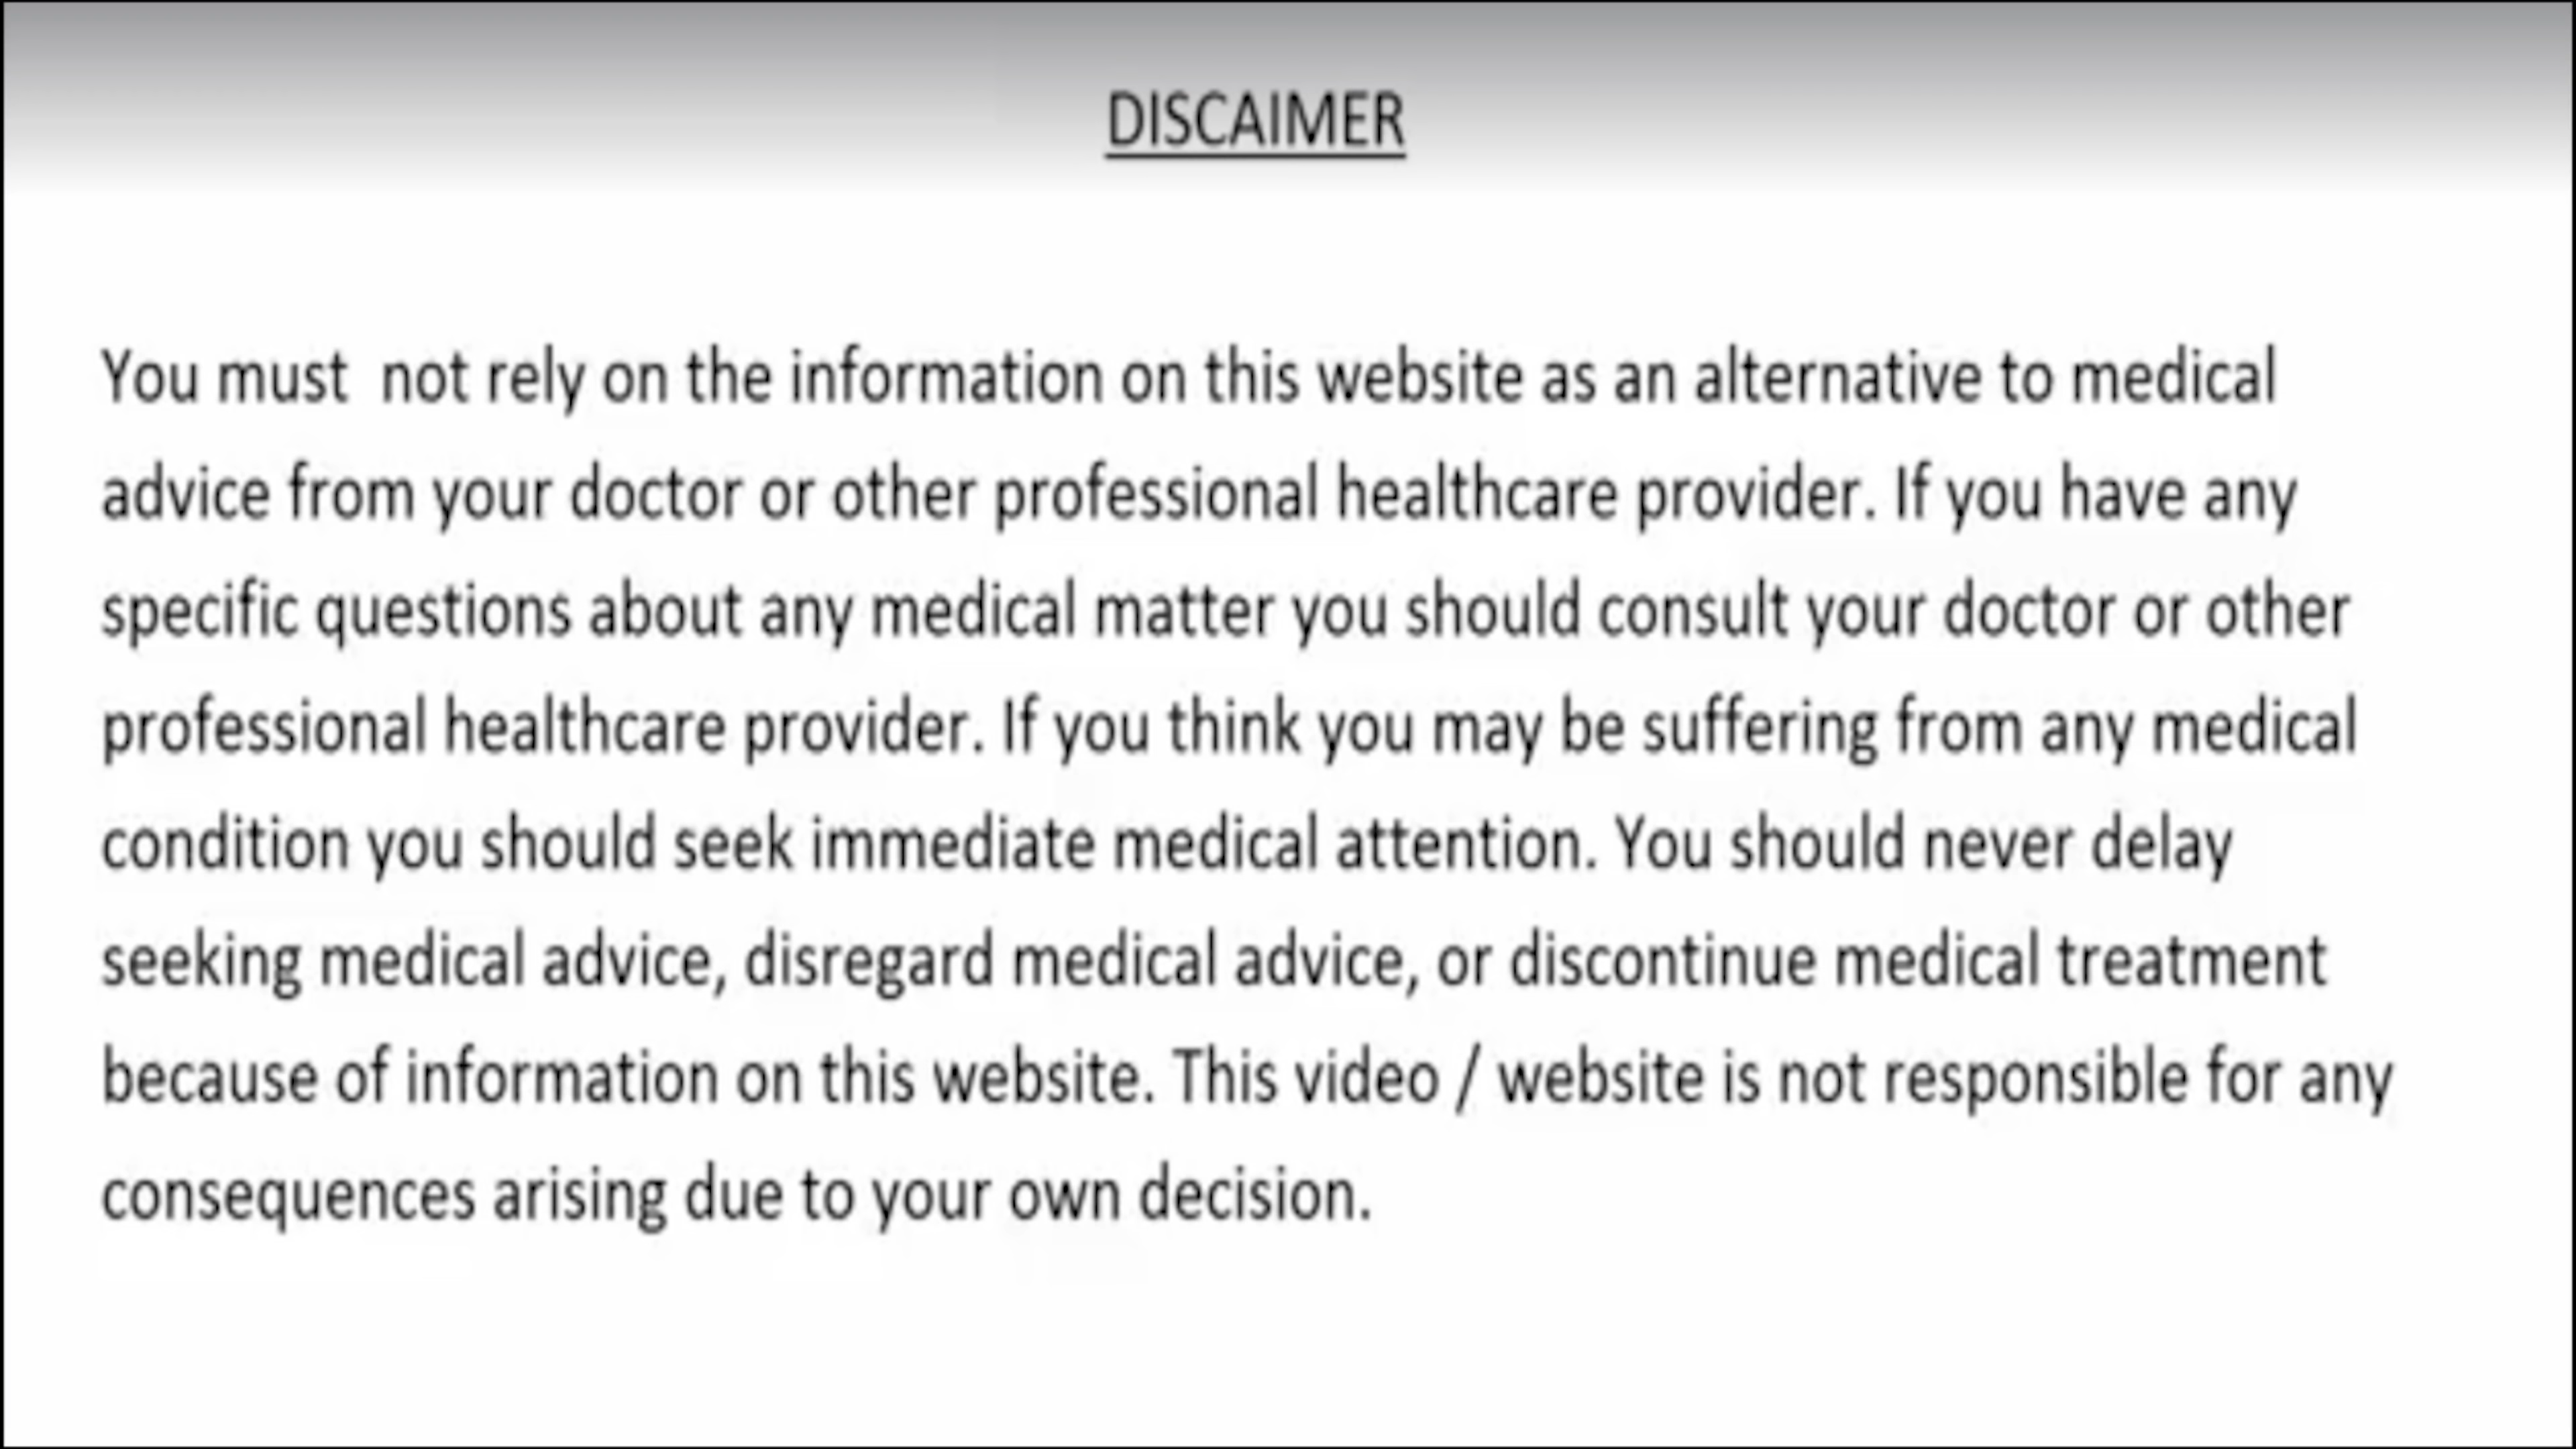 DISCAIMER
You must  not rely on the information on this website as an alternative to medical
advice from your doctor or other professional healthcare provider. If you have any
specific questions about any medical matter you should consult your doctor or other
professional healthcare provider. If you think you may be suffering from any medical
condition you should seek immediate medical attention. You should never delay
seeking medical advice, disregard medical advice, or discontinue medical treatment
because of information on this website. This video / website is not responsible for any
consequences arising due to your own decision.